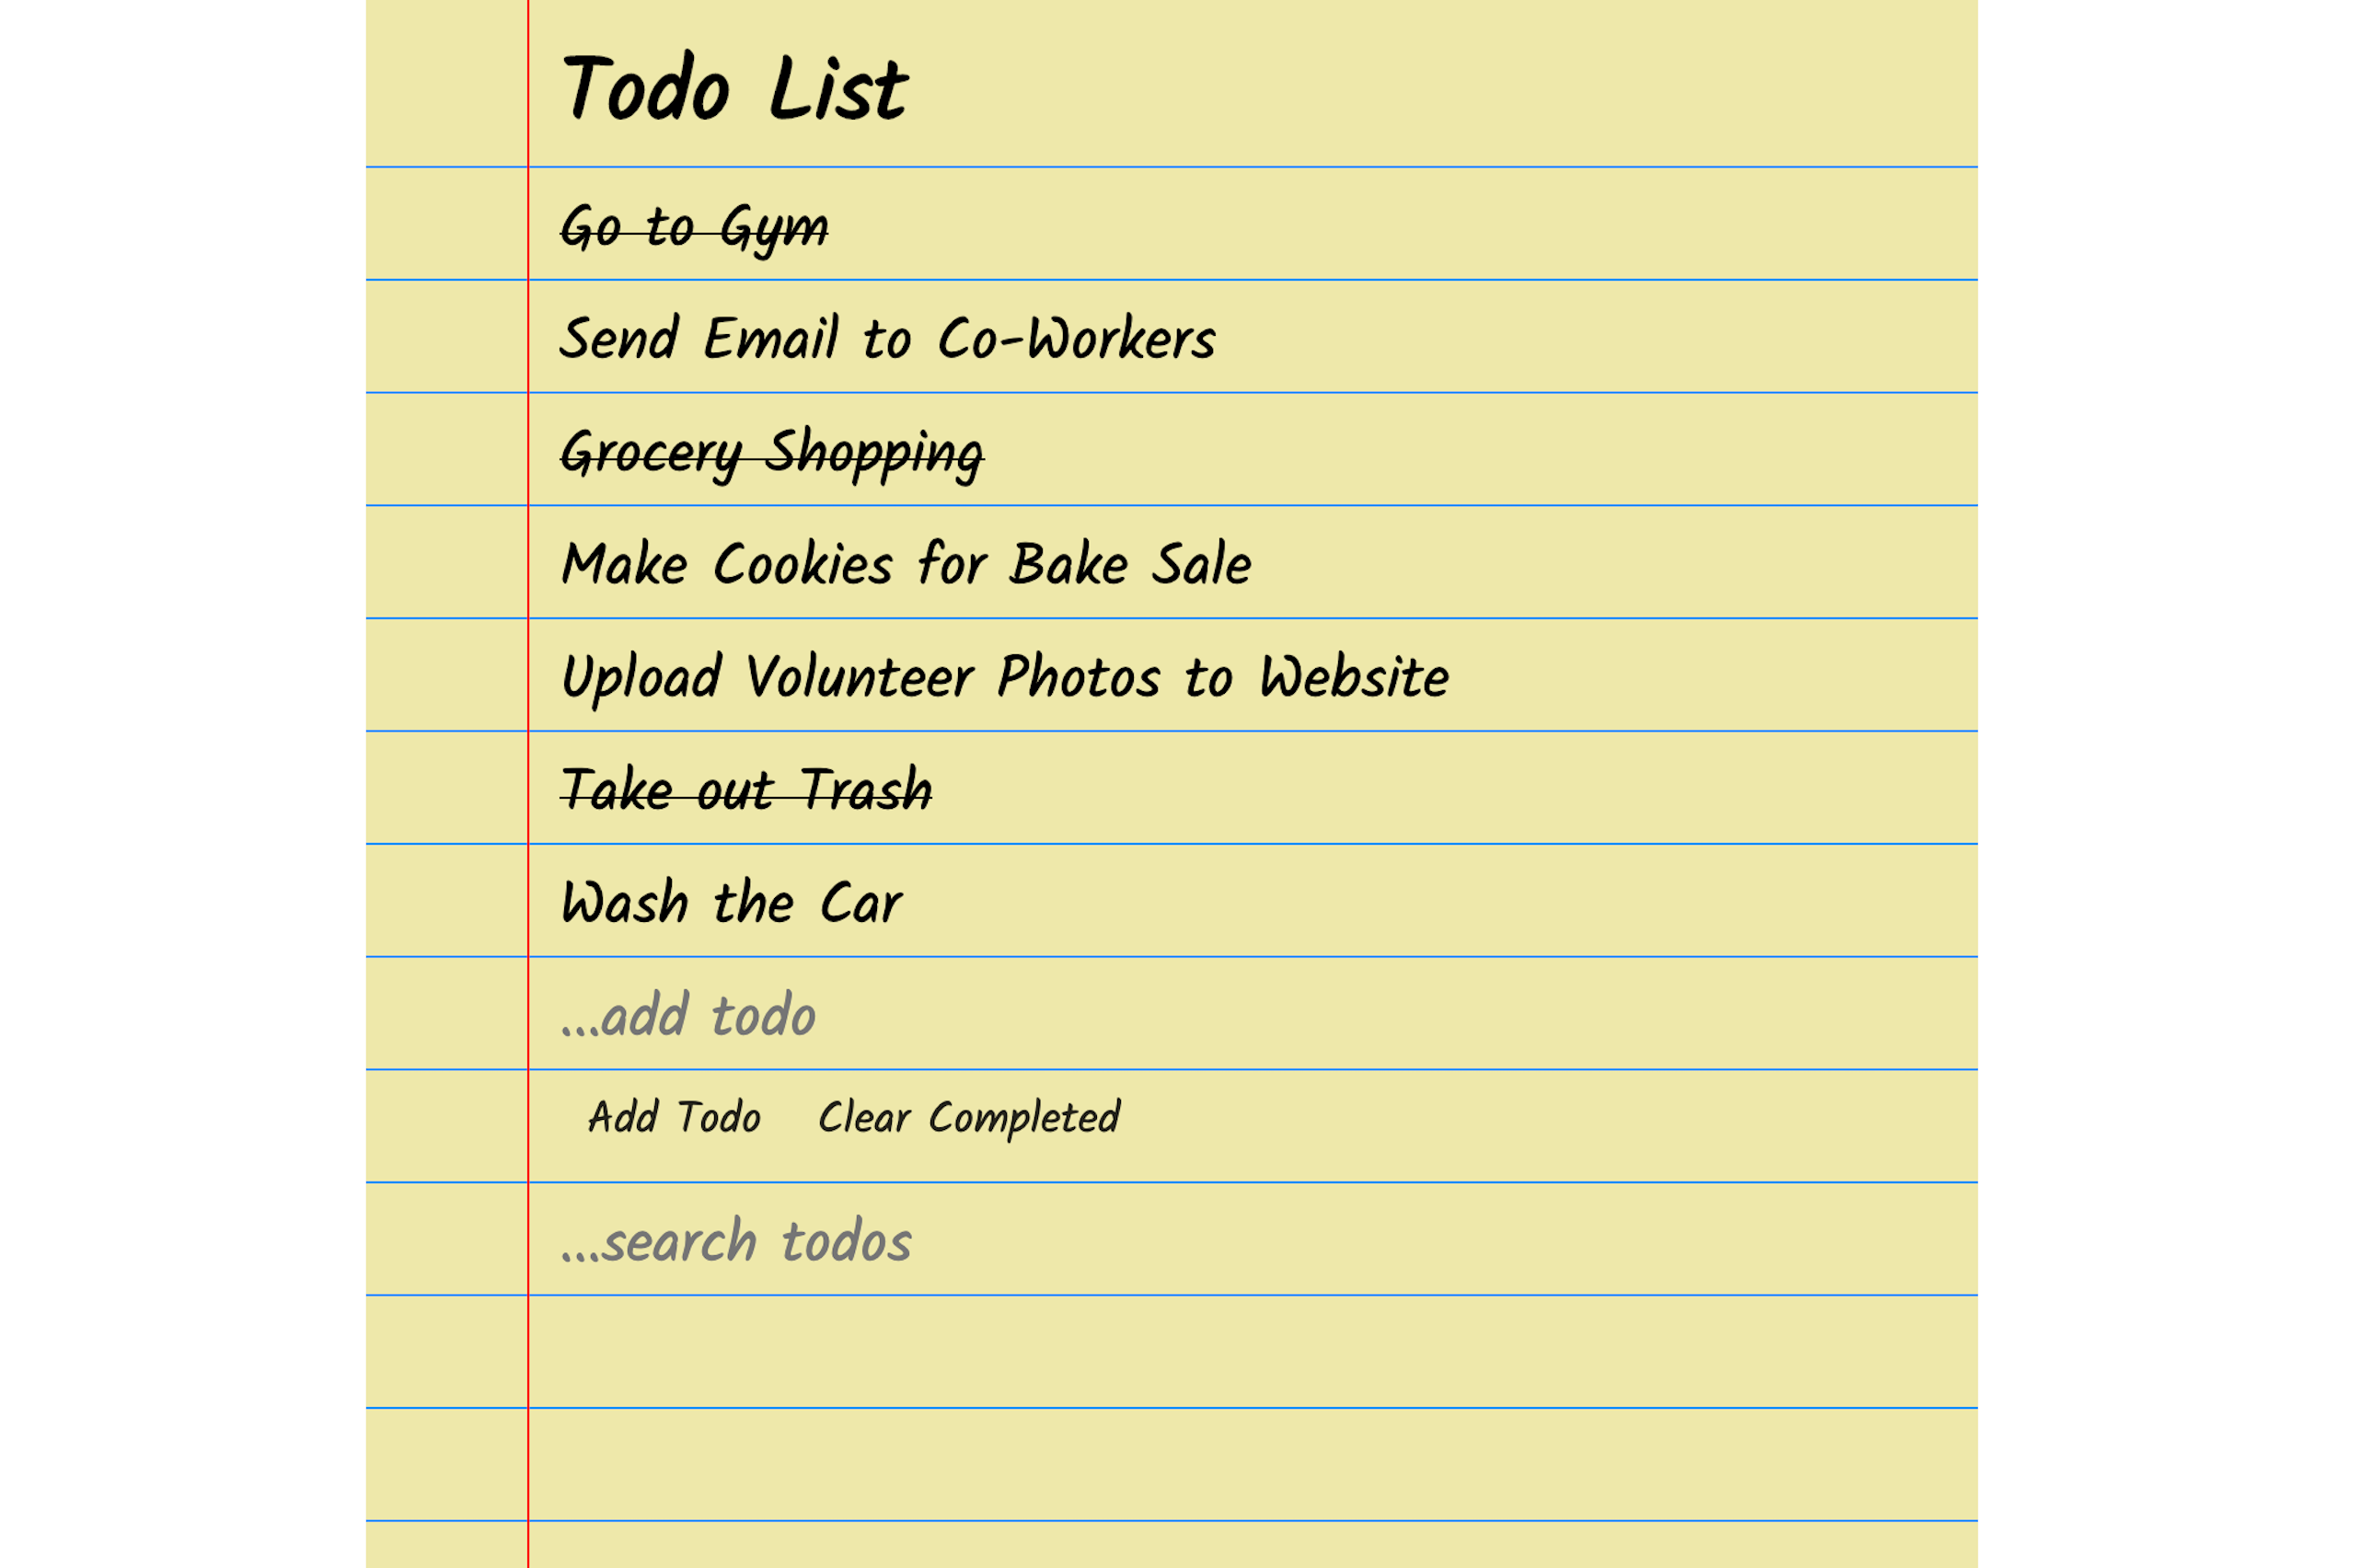 Todo List
Go to Gym
Send Email to Co-Workers
Grocery Shopping
Make Cookies for Bake Sale
Upload Volunteer Photos to Website
Take out Trash
Wash the Car
...add todo
Add Todo Clear Completed
...search todos